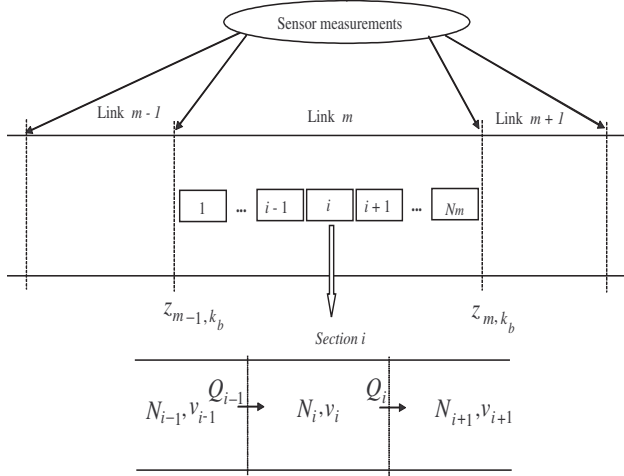 Sensor measurements
Link m - 1 Link m Link m + 1
1 ... i - 1 i i + 1 ... Nm
z_{m-1, k_b} z_{m, k_b}
Section i
Q_{i-1} Q_i
N_{i-1}, v_{i-1} N_i, v_i N_{i+1}, v_{i+1}